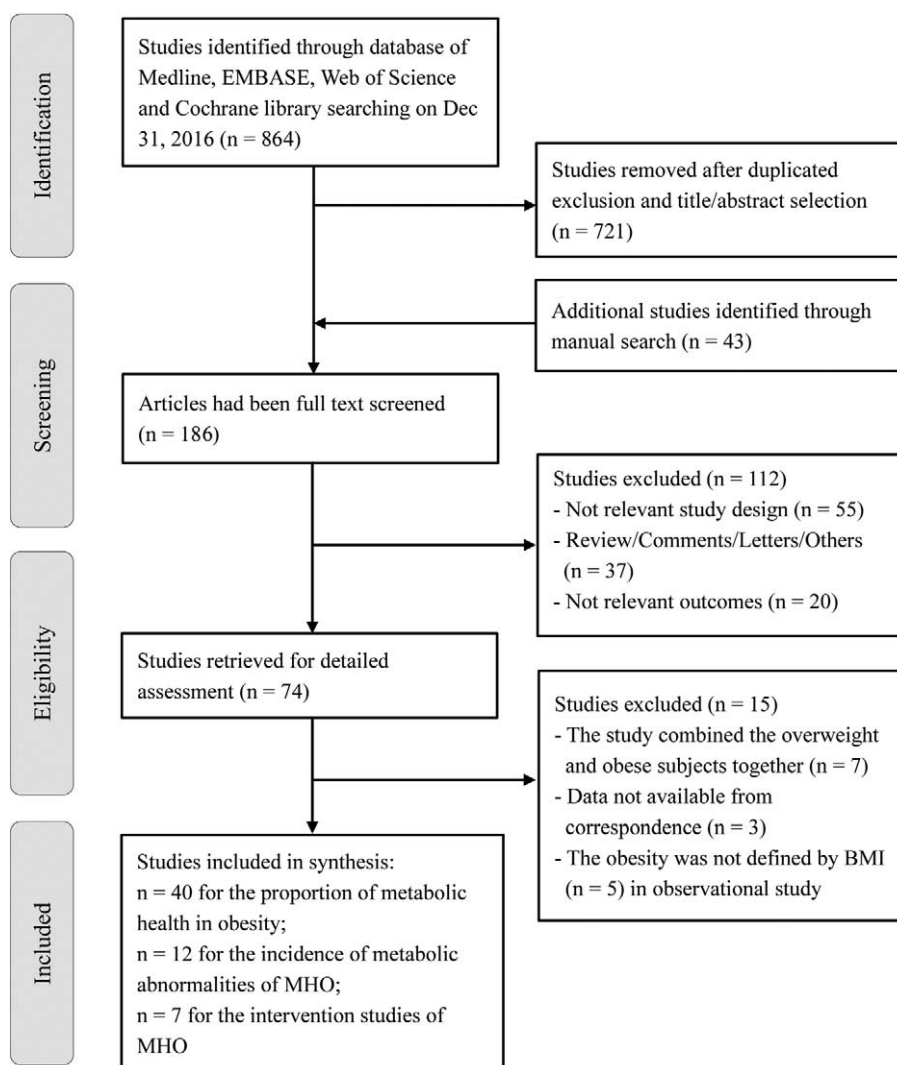 Identification
Studies identified through database of
Medline, EMBASE, Web of Science
and Cochrane library searching on Dec
31, 2016 (n = 864)
Studies removed after duplicated
exclusion and title/abstract selection
(n = 721)
Screening
Additional studies identified through
manual search (n = 43)
Articles had been full text screened
(n = 186)
Studies excluded (n = 112)
- Not relevant study design (n = 55)
- Review/Comments/Letters/Others
(n = 37)
- Not relevant outcomes (n = 20)
Eligibility
Studies retrieved for detailed
assessment (n = 74)
Studies excluded (n = 15)
- The study combined the overweight
and obese subjects together (n = 7)
- Data not available from
correspondence (n = 3)
- The obesity was not defined by BMI
(n = 5) in observational study
Included
Studies included in synthesis:
n = 40 for the proportion of metabolic
health in obesity;
n = 12 for the incidence of metabolic
abnormalities of MHO;
n = 7 for the intervention studies of
MHO